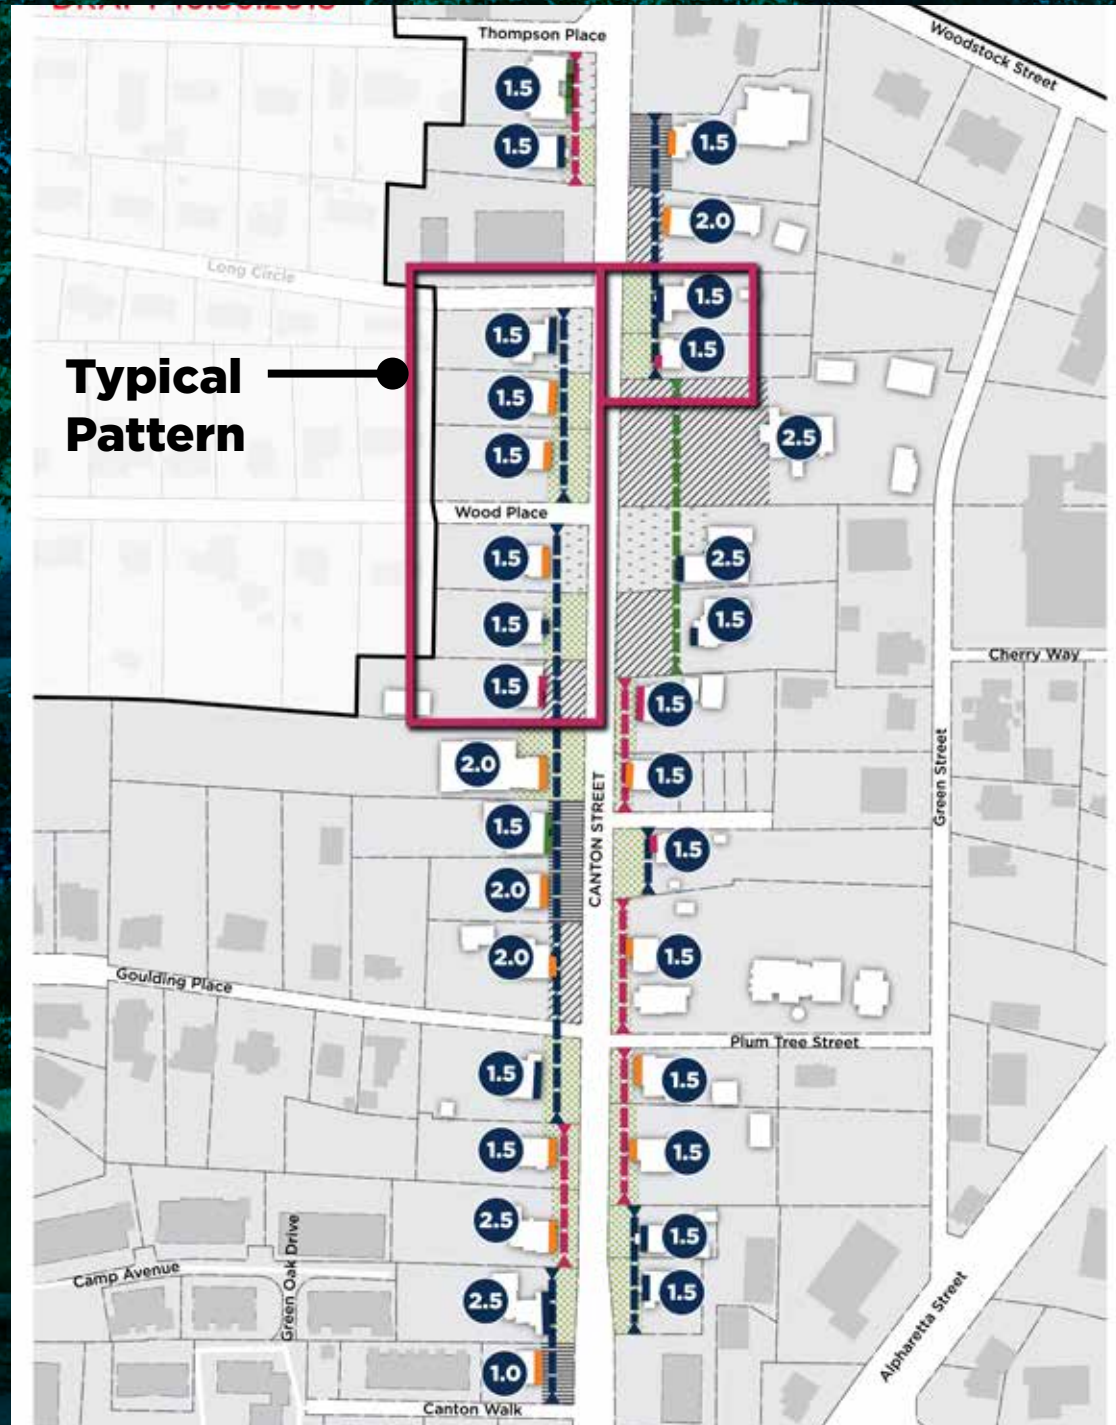 DRAFT
Thompson Place
Woodstock Street
1.5
1.5
1.5
2.0
Long Circle
1.5
1.5
1.5
Typical
Pattern
1.5
1.5
2.5
Wood Place
1.5
2.5
1.5
1.5
Cherry Way
1.5
1.5
2.0
1.5
CANTON STREET
Green Street
1.5
1.5
2.0
2.0
1.5
Goulding Place
Plum Tree Street
1.5
1.5
1.5
1.5
2.5
1.5
Camp Avenue
Green Oak Drive
2.5
1.5
Alpharetta Street
1.0
Canton Walk